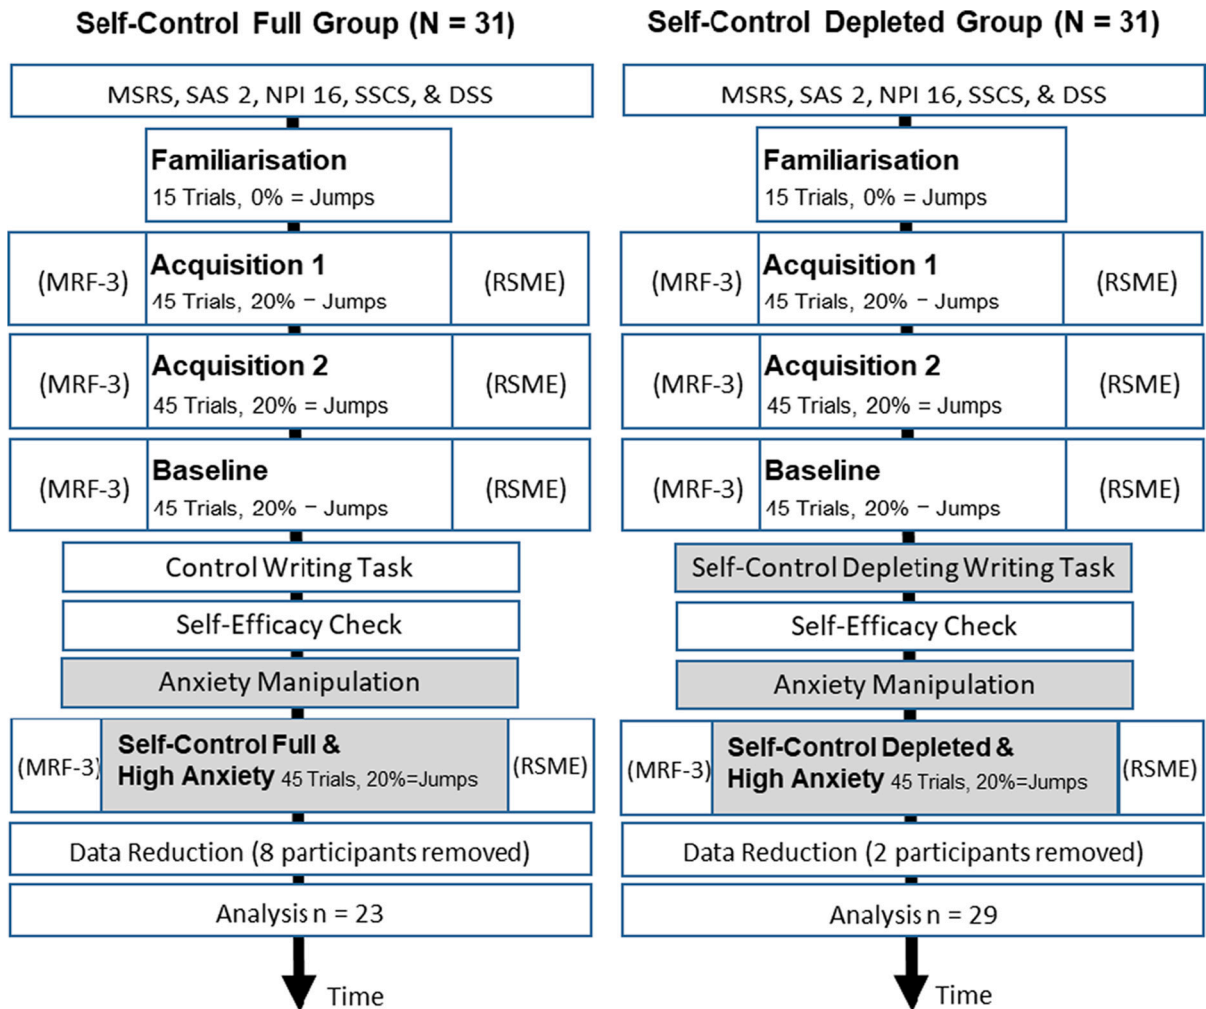 Self-Control Full Group (N = 31)
MSRS, SAS 2, NPI 16, SSCS, & DSS
Familiarisation
15 Trials, 0% = Jumps
(MRF-3)
Acquisition 1
45 Trials, 20% = Jumps
(RSME)
(MRF-3)
Acquisition 2
45 Trials, 20% = Jumps
(RSME)
(MRF-3)
Baseline
45 Trials, 20% = Jumps
(RSME)
Control Writing Task
Self-Efficacy Check
Anxiety Manipulation
(MRF-3)
Self-Control Full &
High Anxiety 45 Trials, 20%=Jumps
(RSME)
Data Reduction (8 participants removed)
Analysis n = 23
Time
Self-Control Depleted Group (N = 31)
MSRS, SAS 2, NPI 16, SSCS, & DSS
Familiarisation
15 Trials, 0% = Jumps
(MRF-3)
Acquisition 1
45 Trials, 20% = Jumps
(RSME)
(MRF-3)
Acquisition 2
45 Trials, 20% = Jumps
(RSME)
(MRF-3)
Baseline
45 Trials, 20% = Jumps
(RSME)
Self-Control Depleting Writing Task
Self-Efficacy Check
Anxiety Manipulation
(MRF-3)
Self-Control Depleted &
High Anxiety 45 Trials, 20%=Jumps
(RSME)
Data Reduction (2 participants removed)
Analysis n = 29
Time